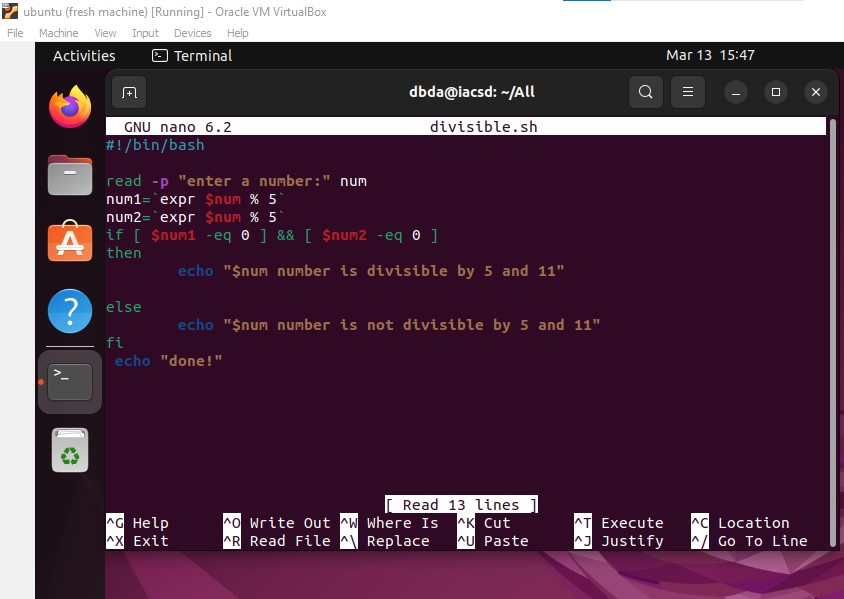 ubuntu (fresh machine) [Running] - Oracle VM VirtualBox
File Machine View Input Devices Help
Activities Terminal Mar 13 15:47
dbda@iacsd: ~/All
GNU nano 6.2 divisible.sh
#!/bin/bash
read -p "enter a number:" num
num1=`expr $num % 5`
num2=`expr $num % 5`
if [ $num1 -eq 0 ] && [ $num2 -eq 0 ]
then
echo "$num number is divisible by 5 and 11"
else
echo "$num number is not divisible by 5 and 11"
fi
echo "done!"
[ Read 13 lines ]
^G Help ^O Write Out ^W Where Is ^K Cut ^T Execute ^C Location
^X Exit ^R Read File ^\ Replace ^U Paste ^J Justify ^/ Go To Line